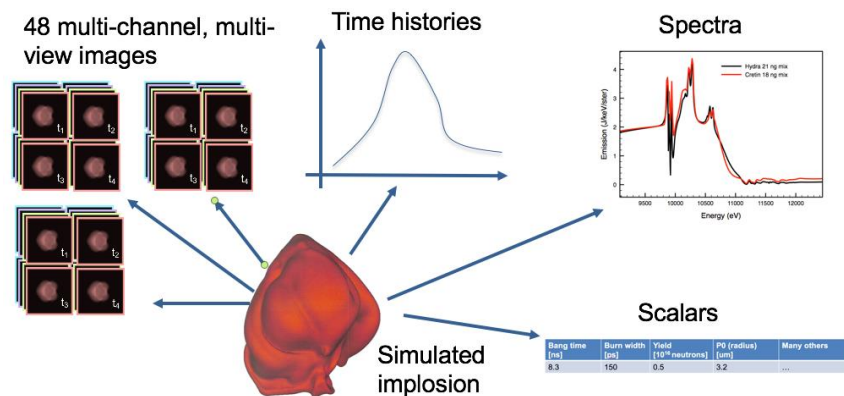 48 multi-channel, multi-
view images
t1 t2
t3 t4
t1 t2
t3 t4
t1 t2
t3 t4
Time histories
Spectra
Hydra 21 ng mix
Cretin 18 ng mix
Emission (J/keV/ster)
4
3
2
1
0
9500 10000 10500 11000 11500 12000
Energy (eV)
Simulated
implosion
Scalars
Bang time [ns] Burn width [ps] Yield [10^16 neutrons] P0 (radius) [um] Many others
8.3 150 0.5 3.2 ...